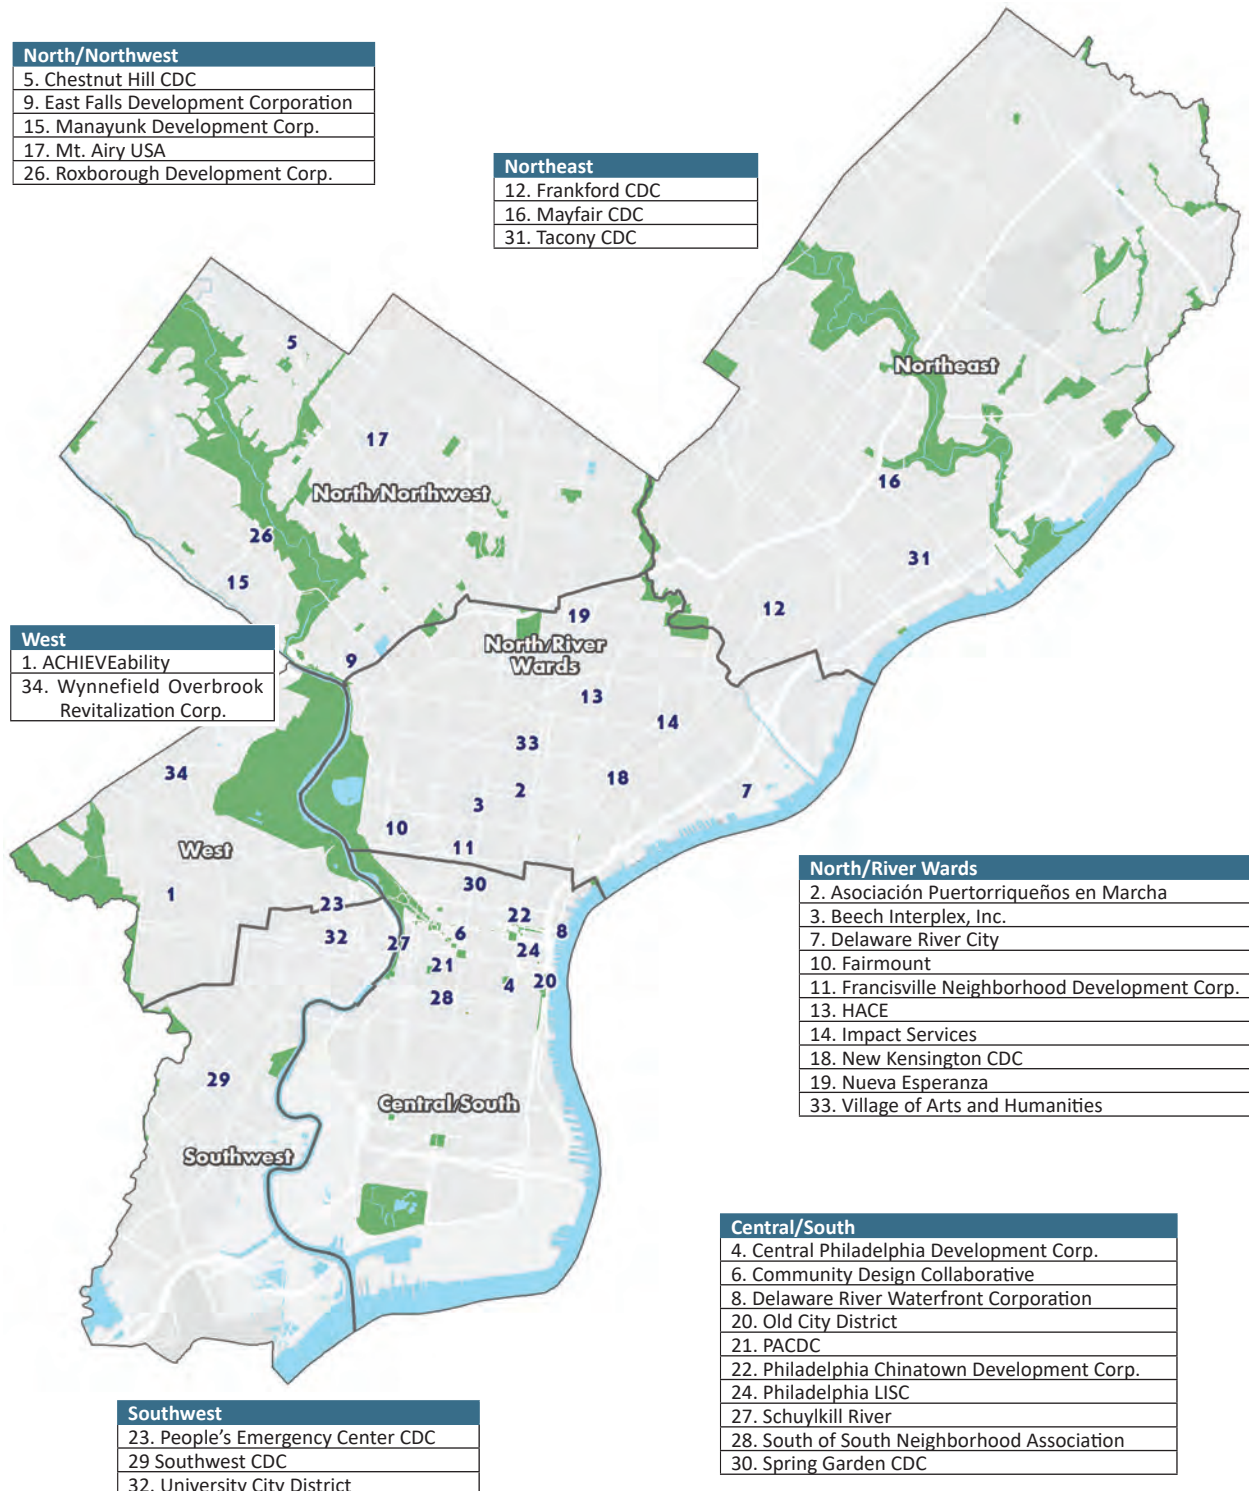 North/Northwest
5. Chestnut Hill CDC
9. East Falls Development Corporation
15. Manayunk Development Corp.
17. Mt. Airy USA
26. Roxborough Development Corp.
Northeast
12. Frankford CDC
16. Mayfair CDC
31. Tacony CDC
5
Northeast
17
16
North/Northwest
26
31
15
12
19
North/River
Wards
West
1. ACHIEVEability
34. Wynnefield Overbrook
Revitalization Corp.
9
13
14
33
34
18
2
7
3
10
11
West
30
1
23
22
32
27
6
8
24
21
20
4
28
North/River Wards
2. Asociación Puertorriqueños en Marcha
3. Beech Interplex, Inc.
7. Delaware River City
10. Fairmount
11. Francisville Neighborhood Development Corp.
13. HACE
14. Impact Services
18. New Kensington CDC
19. Nueva Esperanza
33. Village of Arts and Humanities
29
Central/South
Southwest
Central/South
4. Central Philadelphia Development Corp.
6. Community Design Collaborative
8. Delaware River Waterfront Corporation
20. Old City District
21. PACDC
22. Philadelphia Chinatown Development Corp.
24. Philadelphia LISC
27. Schuylkill River
28. South of South Neighborhood Association
30. Spring Garden CDC
Southwest
23. People's Emergency Center CDC
29 Southwest CDC
32. University City District